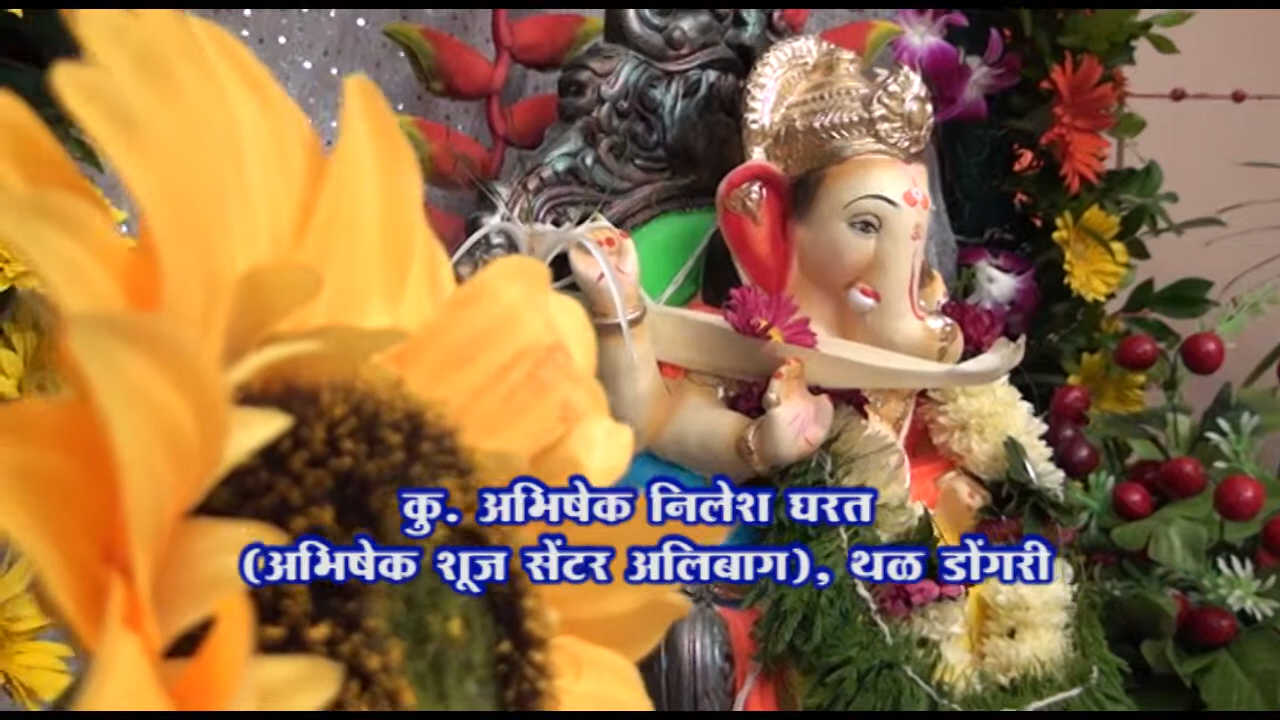 कु. अभिषेक निलेश घरत
(अभिषेक शूज सेंटर अलिबाग), थळ डोंगरी